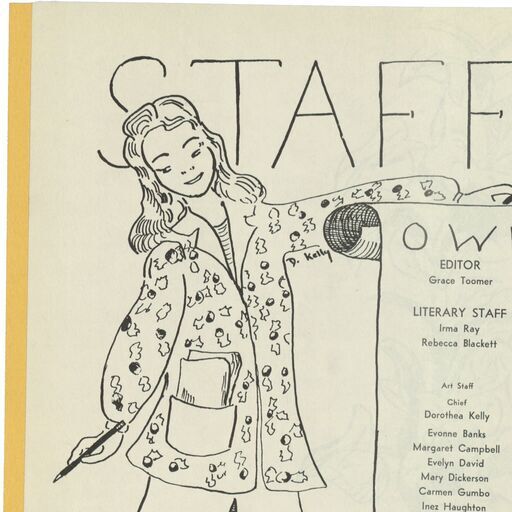 STAFF
D. Kelly
OW
EDITOR
Grace Toomer
LITERARY STAFF
Irma Ray
Rebecca Blackett
Art Staff
Chief
Dorothea Kelly
Evonne Banks
Margaret Campbell
Evelyn David
Mary Dickerson
Carmen Gumbo
Inez Haughton